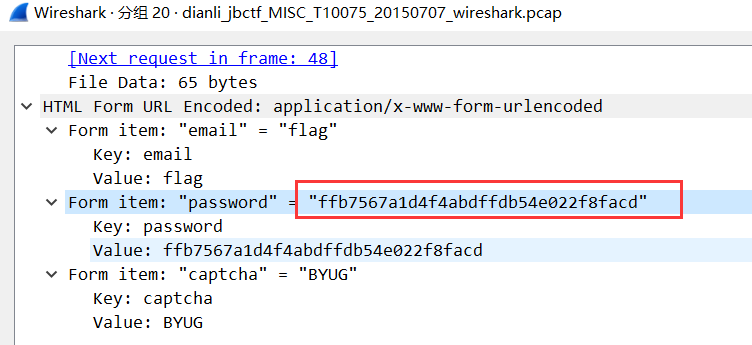 Wireshark · 分组 20 · dianli_jbctf_MISC_T10075_20150707_wireshark.pcap
[Next request in frame: 48]
File Data: 65 bytes
HTML Form URL Encoded: application/x-www-form-urlencoded
Form item: "email" = "flag"
Key: email
Value: flag
Form item: "password" = "ffb7567a1d4f4abdffdb54e022f8facd"
Key: password
Value: ffb7567a1d4f4abdffdb54e022f8facd
Form item: "captcha" = "BYUG"
Key: captcha
Value: BYUG